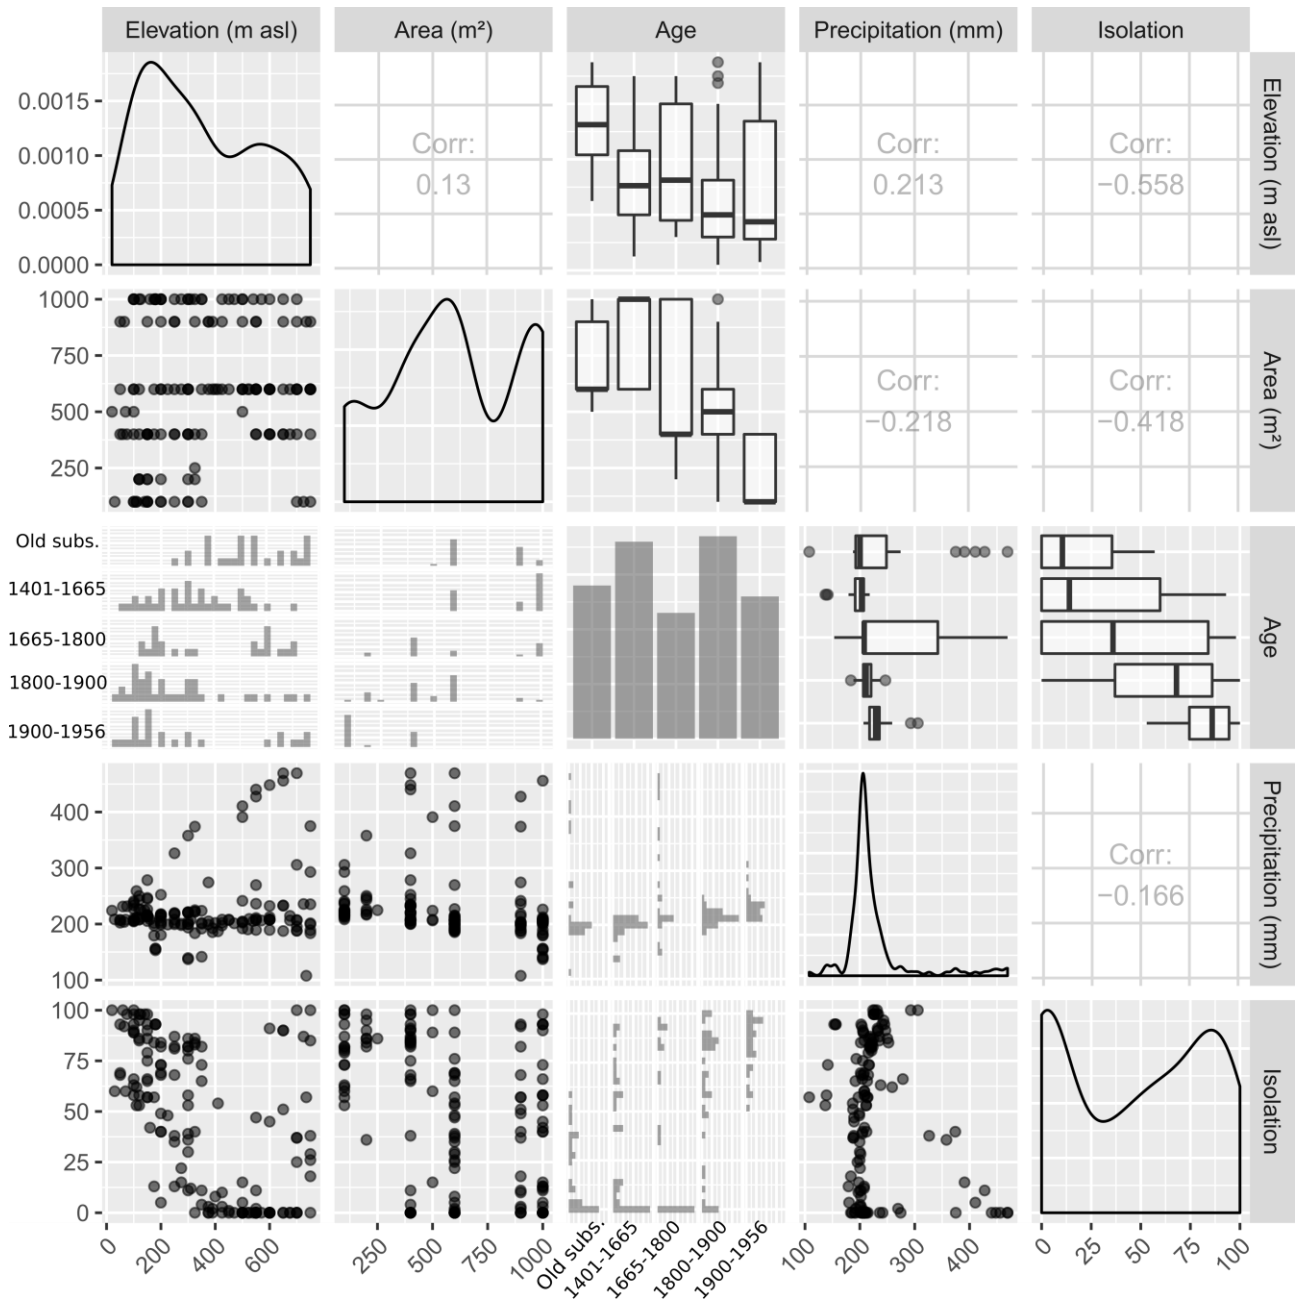 Elevation (m asl) Area (m²) Age Precipitation (mm) Isolation
0.0015
0.0010
0.0005
0.0000
Corr:
0.13
Corr:
0.213
Corr:
−0.558
Elevation (m asl)
1000
750
500
250
Corr:
−0.218
Corr:
−0.418
Area (m²)
Old subs.
1401-1665
1665-1800
1800-1900
1900-1956
Age
400
300
200
100
Corr:
−0.166
Precipitation (mm)
100
75
50
25
0
Isolation
0 200 400 600
250 500 750 1000
Old subs. 1401-1665 1665-1800 1800-1900 1900-1956
100 200 300 400
0 25 50 75 100